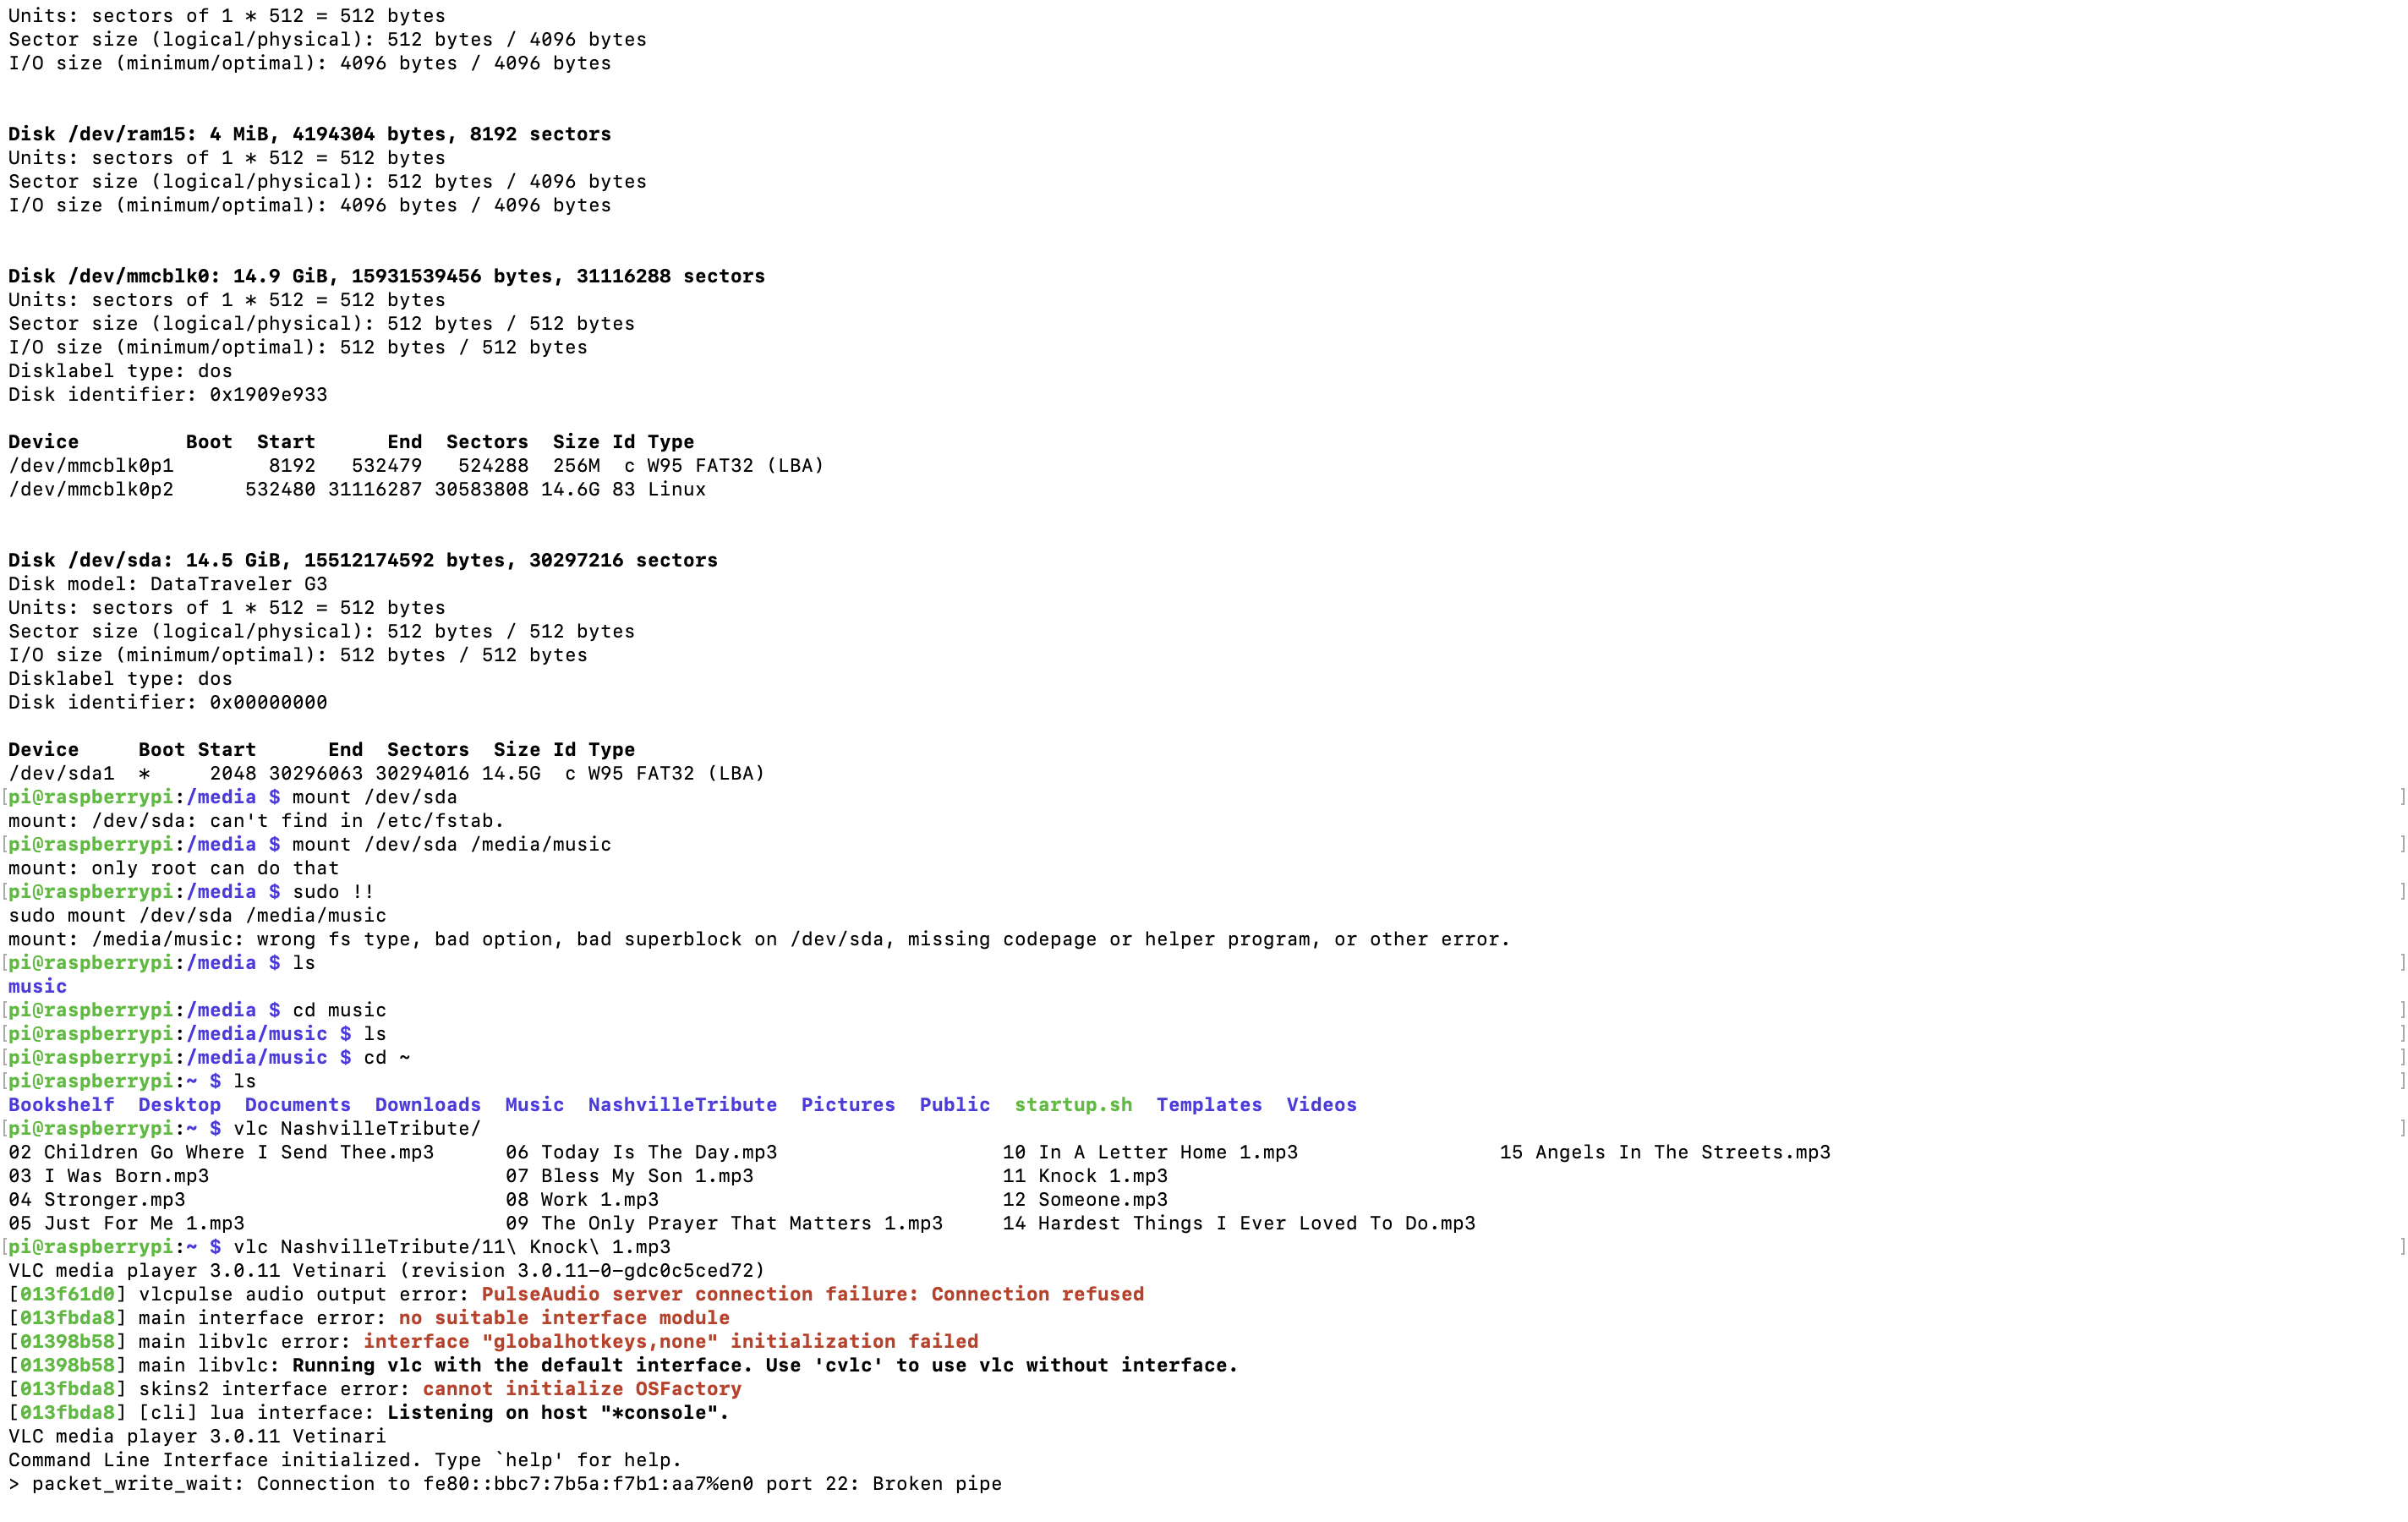 Units: sectors of 1 * 512 = 512 bytes
Sector size (logical/physical): 512 bytes / 4096 bytes
I/O size (minimum/optimal): 4096 bytes / 4096 bytes
Disk /dev/ram15: 4 MiB, 4194304 bytes, 8192 sectors
Units: sectors of 1 * 512 = 512 bytes
Sector size (logical/physical): 512 bytes / 4096 bytes
I/O size (minimum/optimal): 4096 bytes / 4096 bytes
Disk /dev/mmcblk0: 14.9 GiB, 15931539456 bytes, 31116288 sectors
Units: sectors of 1 * 512 = 512 bytes
Sector size (logical/physical): 512 bytes / 512 bytes
I/O size (minimum/optimal): 512 bytes / 512 bytes
Disklabel type: dos
Disk identifier: 0x1909e933
Device         Boot  Start      End  Sectors  Size Id Type
/dev/mmcblk0p1        8192   532479   524288  256M  c W95 FAT32 (LBA)
/dev/mmcblk0p2      532480 31116287 30583808 14.6G 83 Linux
Disk /dev/sda: 14.5 GiB, 15512174592 bytes, 30297216 sectors
Disk model: DataTraveler G3
Units: sectors of 1 * 512 = 512 bytes
Sector size (logical/physical): 512 bytes / 512 bytes
I/O size (minimum/optimal): 512 bytes / 512 bytes
Disklabel type: dos
Disk identifier: 0x00000000
Device     Boot Start      End  Sectors  Size Id Type
/dev/sda1  *     2048 30296063 30294016 14.5G  c W95 FAT32 (LBA)
[pi@raspberrypi:/media $ mount /dev/sda ]
mount: /dev/sda: can't find in /etc/fstab.
[pi@raspberrypi:/media $ mount /dev/sda /media/music ]
mount: only root can do that
[pi@raspberrypi:/media $ sudo !! ]
sudo mount /dev/sda /media/music
mount: /media/music: wrong fs type, bad option, bad superblock on /dev/sda, missing codepage or helper program, or other error.
[pi@raspberrypi:/media $ ls ]
music
[pi@raspberrypi:/media $ cd music ]
[pi@raspberrypi:/media/music $ ls ]
[pi@raspberrypi:/media/music $ cd ~ ]
[pi@raspberrypi:~ $ ls ]
Bookshelf  Desktop  Documents  Downloads  Music  NashvilleTribute  Pictures  Public  startup.sh  Templates  Videos
[pi@raspberrypi:~ $ vlc NashvilleTribute/ ]
02 Children Go Where I Send Thee.mp3      06 Today Is The Day.mp3                   10 In A Letter Home 1.mp3                 15 Angels In The Streets.mp3
03 I Was Born.mp3                         07 Bless My Son 1.mp3                     11 Knock 1.mp3
04 Stronger.mp3                           08 Work 1.mp3                             12 Someone.mp3
05 Just For Me 1.mp3                      09 The Only Prayer That Matters 1.mp3     14 Hardest Things I Ever Loved To Do.mp3
[pi@raspberrypi:~ $ vlc NashvilleTribute/11\ Knock\ 1.mp3 ]
VLC media player 3.0.11 Vetinari (revision 3.0.11-0-gdc0c5ced72)
[013f61d0] vlcpulse audio output error: PulseAudio server connection failure: Connection refused
[013fbda8] main interface error: no suitable interface module
[01398b58] main libvlc error: interface "globalhotkeys,none" initialization failed
[01398b58] main libvlc: Running vlc with the default interface. Use 'cvlc' to use vlc without interface.
[013fbda8] skins2 interface error: cannot initialize OSFactory
[013fbda8] [cli] lua interface: Listening on host "*console".
VLC media player 3.0.11 Vetinari
Command Line Interface initialized. Type `help' for help.
> packet_write_wait: Connection to fe80::bbc7:7b5a:f7b1:aa7%en0 port 22: Broken pipe